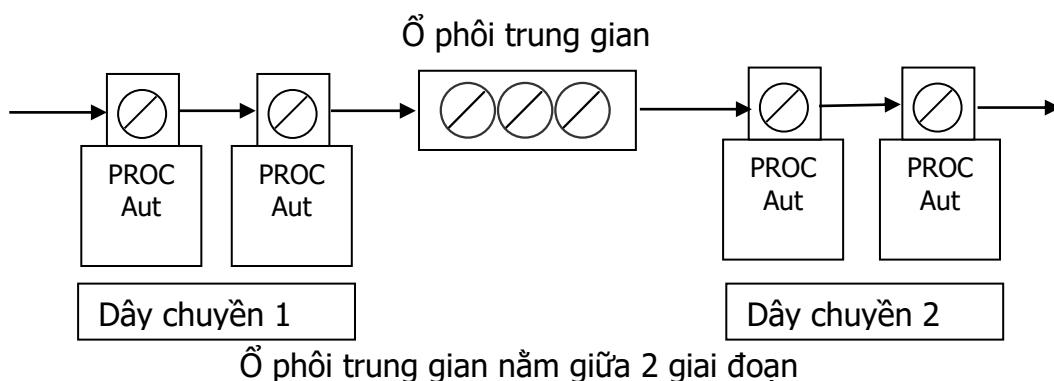 Ổ phôi trung gian
PROC
Aut
PROC
Aut
PROC
Aut
PROC
Aut
Dây chuyền 1
Dây chuyền 2
Ổ phôi trung gian nằm giữa 2 giai đoạn